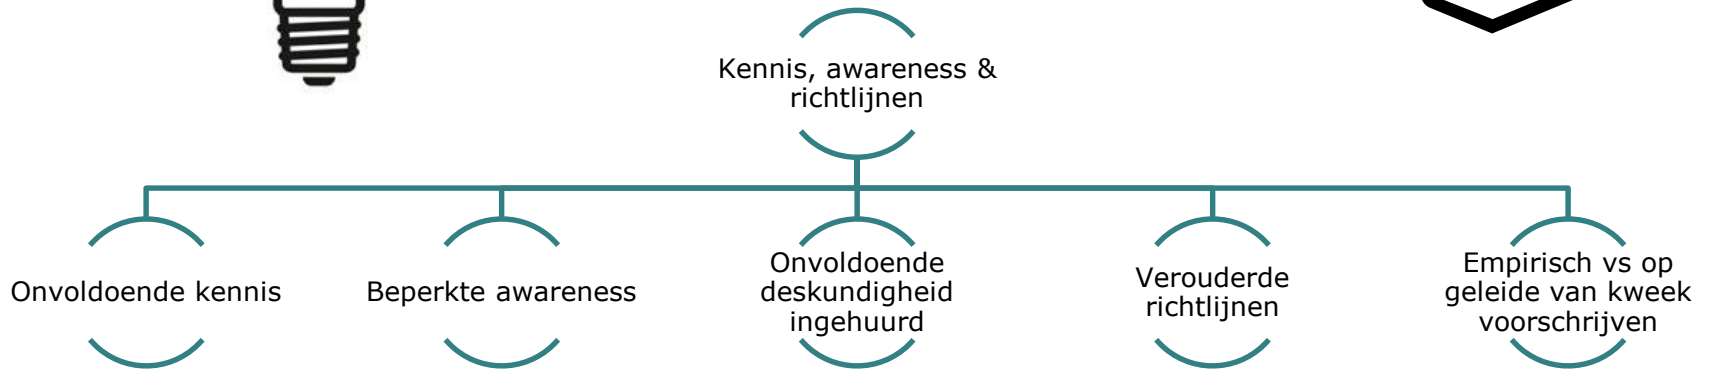 Kennis, awareness &
richtlijnen
Onvoldoende kennis
Beperkte awareness
Onvoldoende
deskundigheid
ingehuurd
Verouderde
richtlijnen
Empirisch vs op
geleide van kweek
voorschrijven